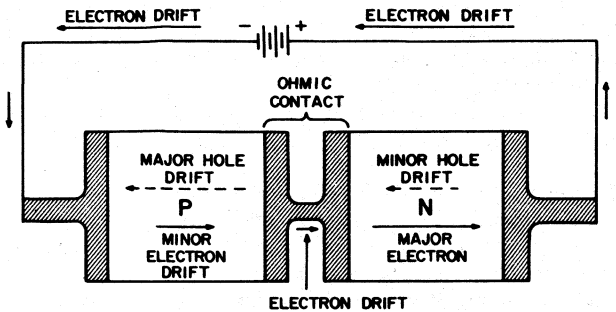 ELECTRON DRIFT
- +
ELECTRON DRIFT
OHMIC
CONTACT
MAJOR HOLE
DRIFT
P
MINOR
ELECTRON
DRIFT
MINOR HOLE
DRIFT
N
MAJOR
ELECTRON
ELECTRON DRIFT